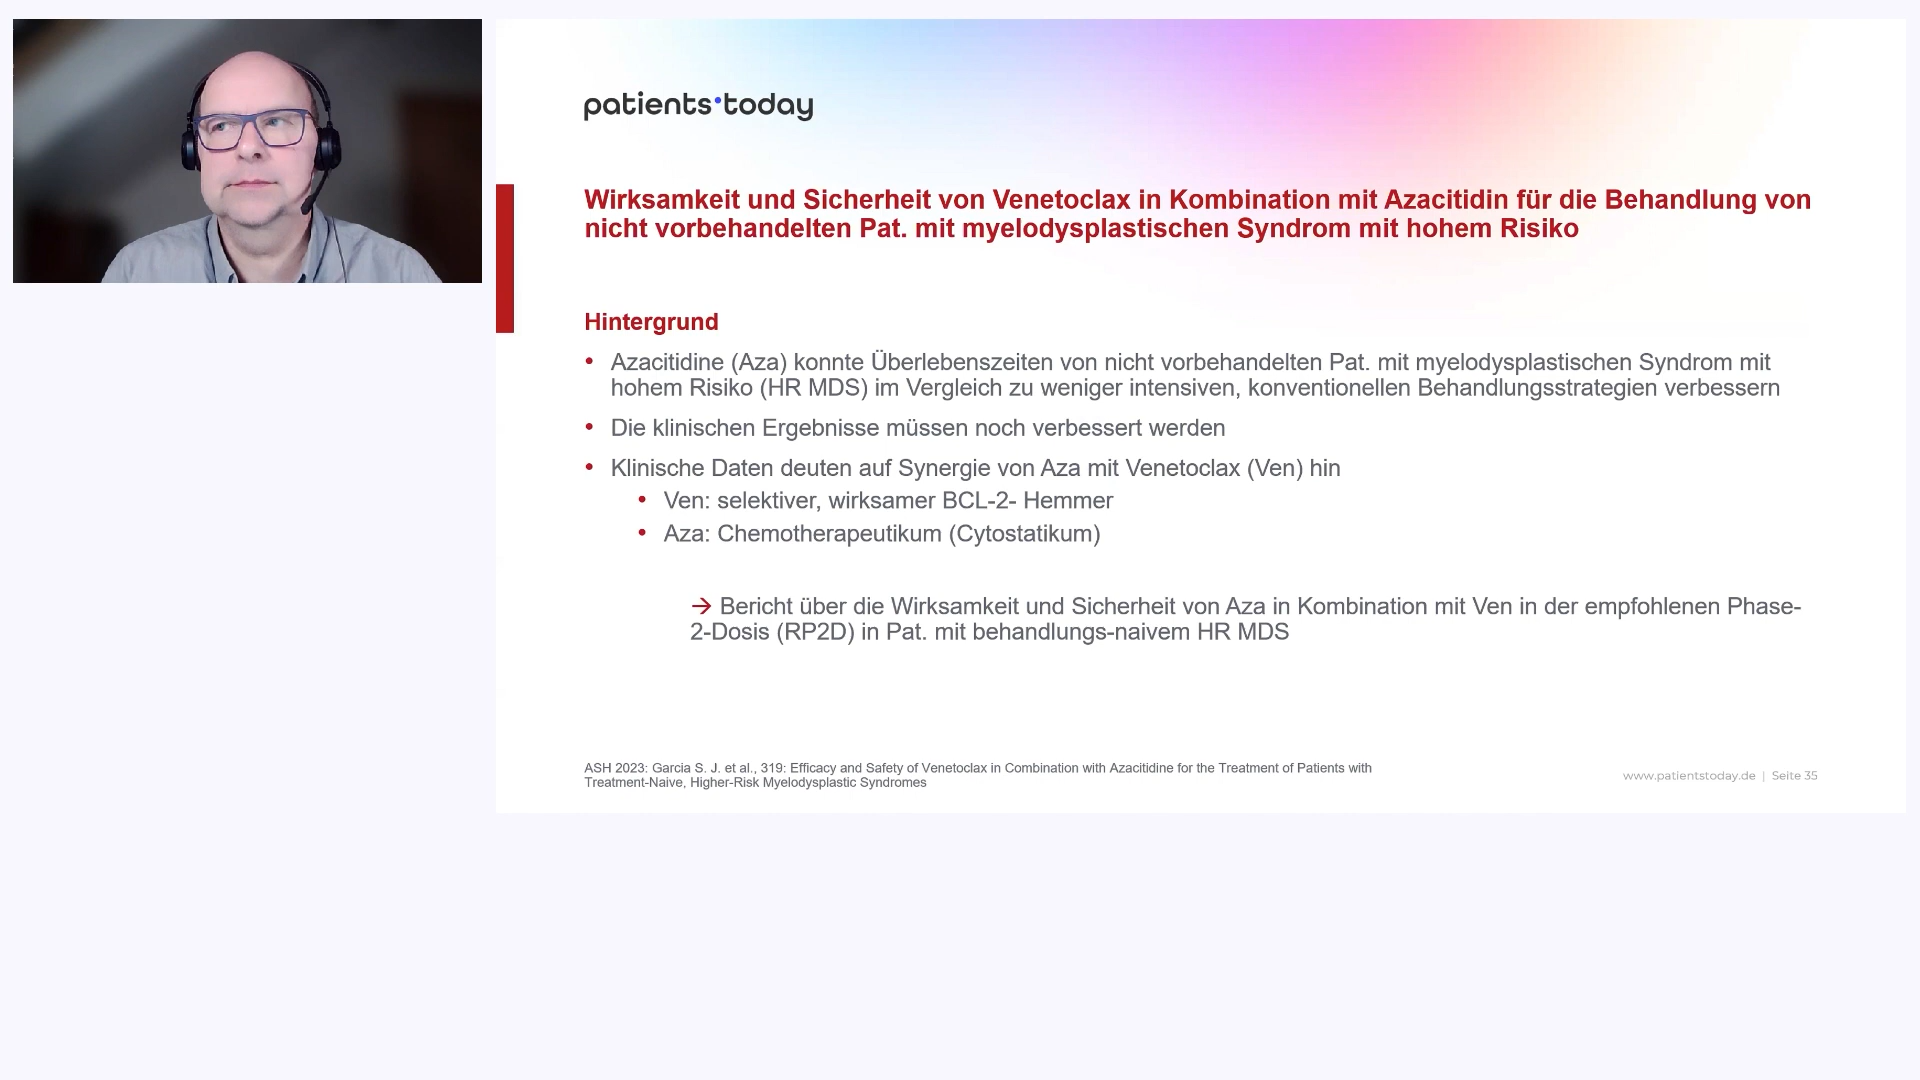 patients•today
Wirksamkeit und Sicherheit von Venetoclax in Kombination mit Azacitidin für die Behandlung von
nicht vorbehandelten Pat. mit myelodysplastischen Syndrom mit hohem Risiko
Hintergrund
• Azacitidine (Aza) konnte Überlebenszeiten von nicht vorbehandelten Pat. mit myelodysplastischen Syndrom mit
hohem Risiko (HR MDS) im Vergleich zu weniger intensiven, konventionellen Behandlungsstrategien verbessern
• Die klinischen Ergebnisse müssen noch verbessert werden
• Klinische Daten deuten auf Synergie von Aza mit Venetoclax (Ven) hin
• Ven: selektiver, wirksamer BCL-2- Hemmer
• Aza: Chemotherapeutikum (Cytostatikum)
→ Bericht über die Wirksamkeit und Sicherheit von Aza in Kombination mit Ven in der empfohlenen Phase-
2-Dosis (RP2D) in Pat. mit behandlungs-naivem HR MDS
ASH 2023: Garcia S. J. et al., 319: Efficacy and Safety of Venetoclax in Combination with Azacitidine for the Treatment of Patients with
Treatment-Naive, Higher-Risk Myelodysplastic Syndromes
www.patientstoday.de | Seite 35